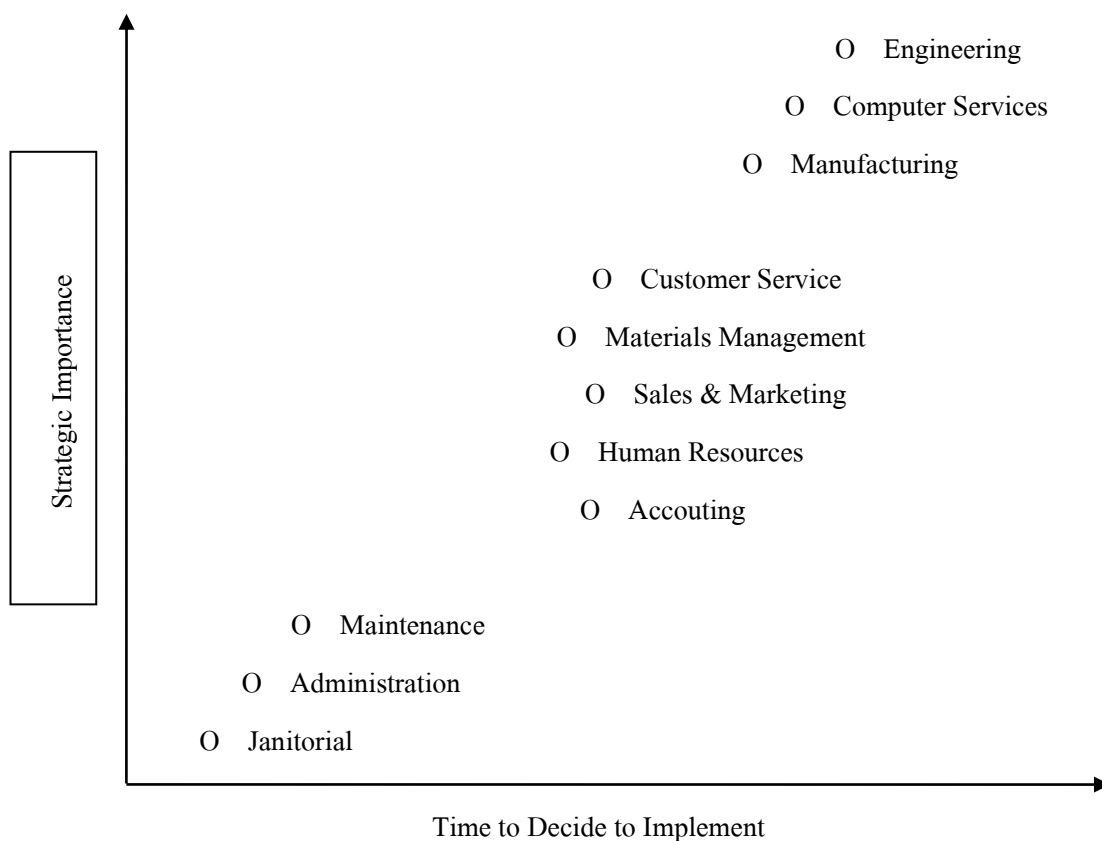 O Engineering
O Computer Services
O Manufacturing
Strategic Importance
O Customer Service
O Materials Management
O Sales & Marketing
O Human Resources
O Accouting
O Maintenance
O Administration
O Janitorial
Time to Decide to Implement